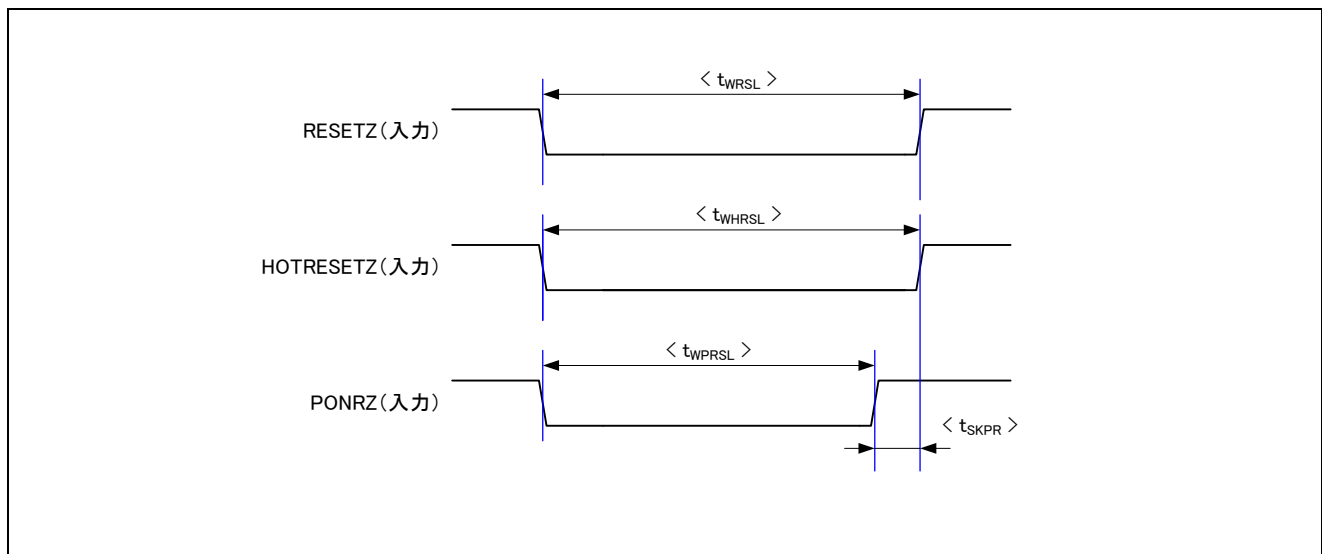 < tWRSL >
RESETZ(入力)
< tWHRSL >
HOTRESETZ(入力)
< tWPRSL >
PONRZ(入力)
< tSKPR >